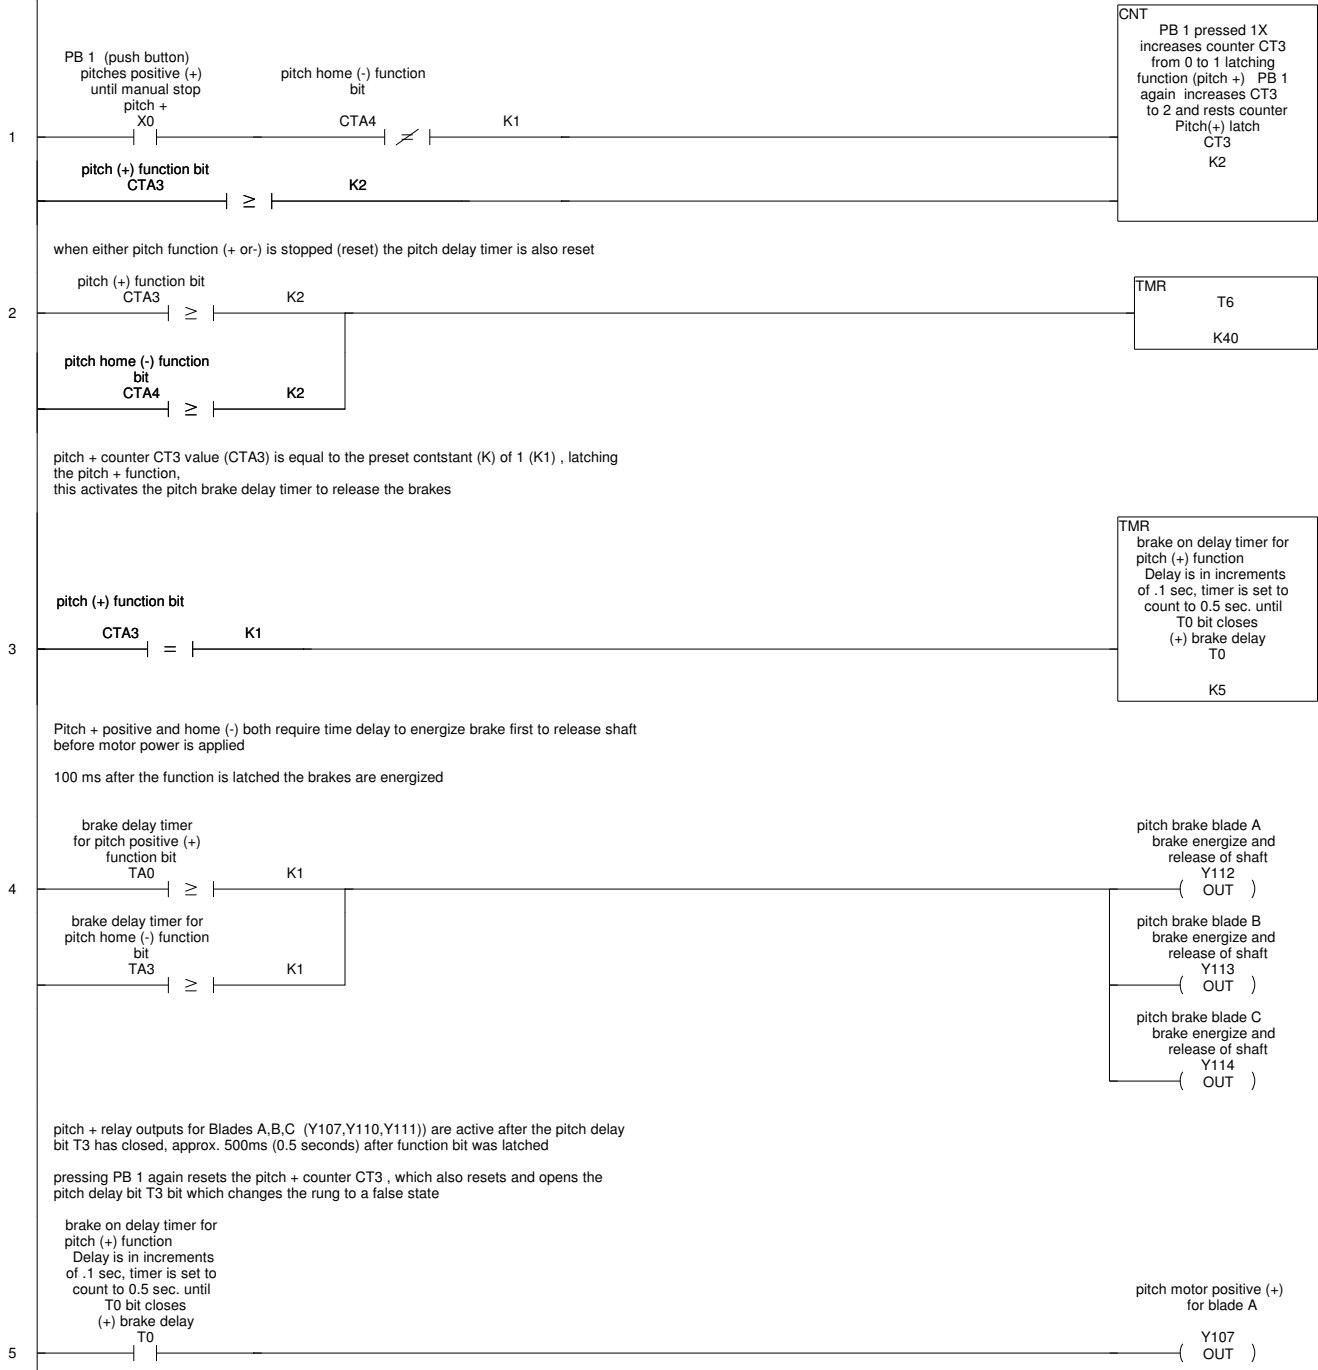 CNT
PB 1 pressed 1X
increases counter CT3
from 0 to 1 latching
function (pitch +) PB 1
again increases CT3
to 2 and rests counter
Pitch(+) latch
CT3
K2
PB 1 (push button)
pitches positive (+)
until manual stop
pitch +
X0
pitch home (-) function
bit
CTA4
≠
K1
1
pitch (+) function bit
CTA3
≥
K2
when either pitch function (+ or-) is stopped (reset) the pitch delay timer is also reset
pitch (+) function bit
CTA3
≥
K2
2
TMR
T6
K40
pitch home (-) function
bit
CTA4
≥
K2
pitch + counter CT3 value (CTA3) is equal to the preset contstant (K) of 1 (K1) , latching
the pitch + function,
this activates the pitch brake delay timer to release the brakes
TMR
brake on delay timer for
pitch (+) function
Delay is in increments
of .1 sec, timer is set to
count to 0.5 sec. until
T0 bit closes
(+) brake delay
T0
K5
pitch (+) function bit
CTA3
=
K1
3
Pitch + positive and home (-) both require time delay to energize brake first to release shaft
before motor power is applied
100 ms after the function is latched the brakes are energized
brake delay timer
for pitch positive (+)
function bit
TA0
≥
K1
4
pitch brake blade A
brake energize and
release of shaft
Y112
( OUT )
brake delay timer for
pitch home (-) function
bit
TA3
≥
K1
pitch brake blade B
brake energize and
release of shaft
Y113
( OUT )
pitch brake blade C
brake energize and
release of shaft
Y114
( OUT )
pitch + relay outputs for Blades A,B,C (Y107,Y110,Y111)) are active after the pitch delay
bit T3 has closed, approx. 500ms (0.5 seconds) after function bit was latched
pressing PB 1 again resets the pitch + counter CT3 , which also resets and opens the
pitch delay bit T3 bit which changes the rung to a false state
brake on delay timer for
pitch (+) function
Delay is in increments
of .1 sec, timer is set to
count to 0.5 sec. until
T0 bit closes
(+) brake delay
T0
5
pitch motor positive (+)
for blade A
Y107
( OUT )